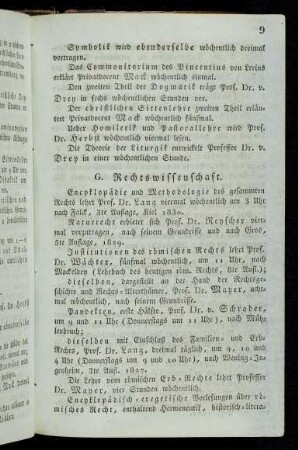 9
Symbolik wird ebenderselbe wöchentlich dreimal
vortragen.
Das Commonitorium des Vincentius von Lerins
erklärt Privatdocent Mack wöchentlich einmal.
Den zweiten Theil der Dogmatik trägt Prof. Dr. v.
Drey in sechs wöchentlichen Stunden vor.
Der christlichen Sittenlehre zweiten Theil erläu-
tert Privatdocent Mack wöchentlich fünfmal.
Ueber Homiletik und Pastorallehre wird Prof.
Dr. Herbst wöchentlich viermal lesen.
Die Theorie der Liturgik entwickelt Professor Dr. v.
Drey in einer wöchentlichen Stunde.
G. Rechtswissenschaft.
Encyklopädie und Methodologie des gesammten
Rechts lehrt Prof. Dr. Lang viermal wöchentlich um 3 Uhr
nach Falck, 3te Auflage, Kiel 1830.
Naturrecht erbietet sich Prof. Dr. Reyscher vier-
mal vorzutragen, nach seinem Grundrisse und nach Gros,
5te Auflage, 1829.
Institutionen des römischen Rechts lehrt Prof.
Dr. Wächter, fünfmal wöchentlich, um 11 Uhr, nach
Mackeldey (Lehrbuch des heutigen röm. Rechts, 8te Aufl.);
dieselben, dargestellt an der Hand der Rechtsge-
schichte und Rechts-Alterthümer, Prof. Dr. Mayer, achtmal
wöchentlich, nach seinem Grundrisse.
Pandekten, erste Hälfte, Prof. Dr. v. Schrader,
um 9 und 11 Uhr (Donnerstags um 11 Uhr), nach Müh-
lenbruch;
dieselben mit Einschluß des Familien- und Erb-
Rechts, Prof. Dr. Lang, dreimal täglich, um 9, 10 und
4 Uhr (Donnerstags um 9 und 10 Uhr), nach Wening-In-
genheim, 3te Aufl. 1827.
Die Lehre vom römischen Erb-Rechte lehrt Professor
Dr. Mayer, vier Stunden wöchentlich.
Encyklopädisch-exegetische Vorlesungen über rö-
misches Recht, enthaltend Hermeneutik, historisch-litera-